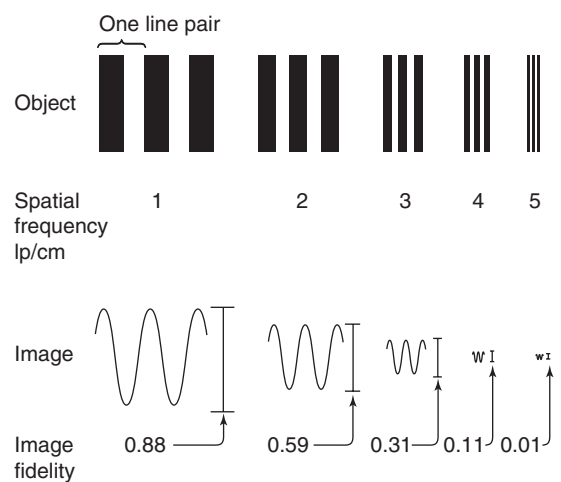 One line pair
Object
Spatial frequency lp/cm
1 2 3 4 5
Image
Image fidelity
0.88 0.59 0.31 0.11 0.01